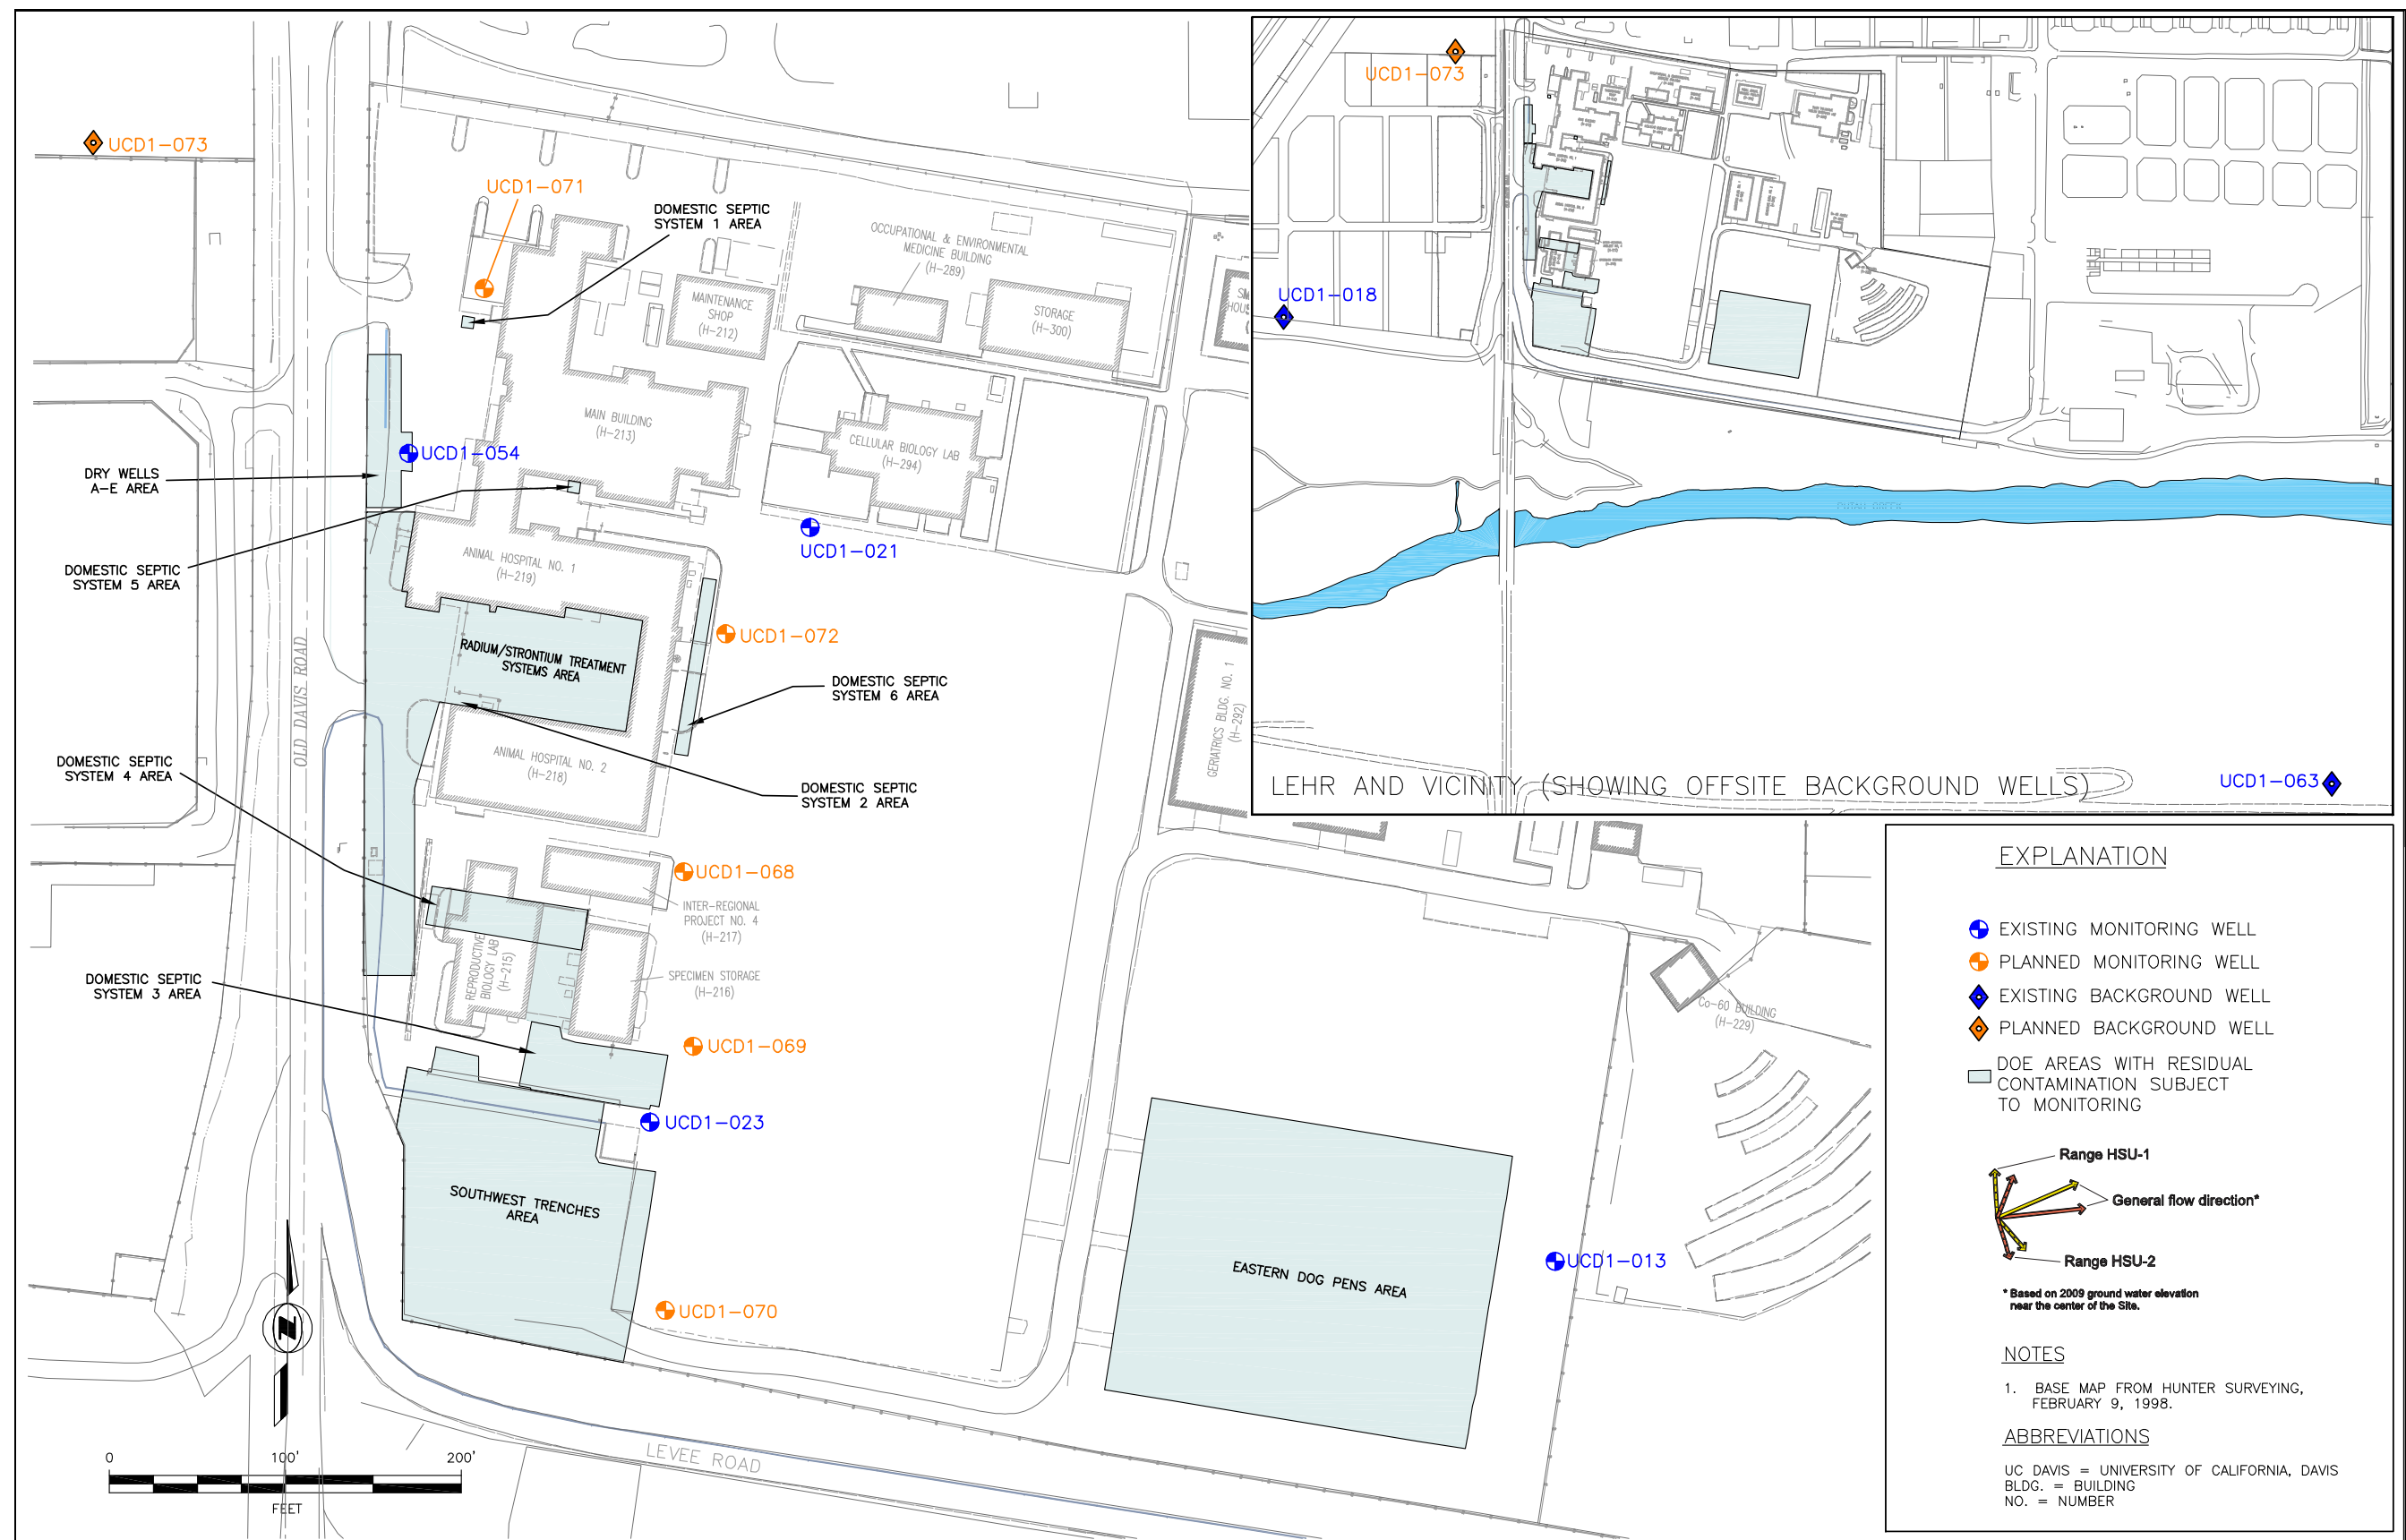 UCD1-073
UCD1-071
DOMESTIC SEPTIC
SYSTEM 1 AREA
OCCUPATIONAL & ENVIRONMENTAL
MEDICINE BUILDING
(H-289)
MAINTENANCE
SHOP
(H-212)
STORAGE
(H-300)
MAIN BUILDING
(H-213)
CELLULAR BIOLOGY LAB
(H-294)
UCD1-054
DRY WELLS
A-E AREA
UCD1-021
DOMESTIC SEPTIC
SYSTEM 5 AREA
ANIMAL HOSPITAL NO. 1
(H-219)
UCD1-072
RADIUM/STRONTIUM TREATMENT
SYSTEMS AREA
OLD DAVIS ROAD
DOMESTIC SEPTIC
SYSTEM 6 AREA
GERIATRICS BLDG. NO. 1
(H-292)
DOMESTIC SEPTIC
SYSTEM 4 AREA
ANIMAL HOSPITAL NO. 2
(H-218)
DOMESTIC SEPTIC
SYSTEM 2 AREA
UCD1-068
INTER-REGIONAL
PROJECT NO. 4
(H-217)
REPRODUCTIVE
BIOLOGY LAB
(H-215)
SPECIMEN STORAGE
(H-216)
DOMESTIC SEPTIC
SYSTEM 3 AREA
UCD1-069
UCD1-023
SOUTHWEST TRENCHES
AREA
UCD1-070
EASTERN DOG PENS AREA
UCD1-013
Co-60 BUILDING
(H-229)
LEVEE ROAD
N
0 100' 200'
FEET
UCD1-073
UCD1-018
LEVEE ROAD
PUTAH CREEK
UCD1-063
LEHR AND VICINITY (SHOWING OFFSITE BACKGROUND WELLS)
EXPLANATION
EXISTING MONITORING WELL
PLANNED MONITORING WELL
EXISTING BACKGROUND WELL
PLANNED BACKGROUND WELL
DOE AREAS WITH RESIDUAL
CONTAMINATION SUBJECT
TO MONITORING
Range HSU-1
General flow direction*
Range HSU-2
* Based on 2009 ground water elevation
near the center of the Site.
NOTES
1. BASE MAP FROM HUNTER SURVEYING,
FEBRUARY 9, 1998.
ABBREVIATIONS
UC DAVIS = UNIVERSITY OF CALIFORNIA, DAVIS
BLDG. = BUILDING
NO. = NUMBER